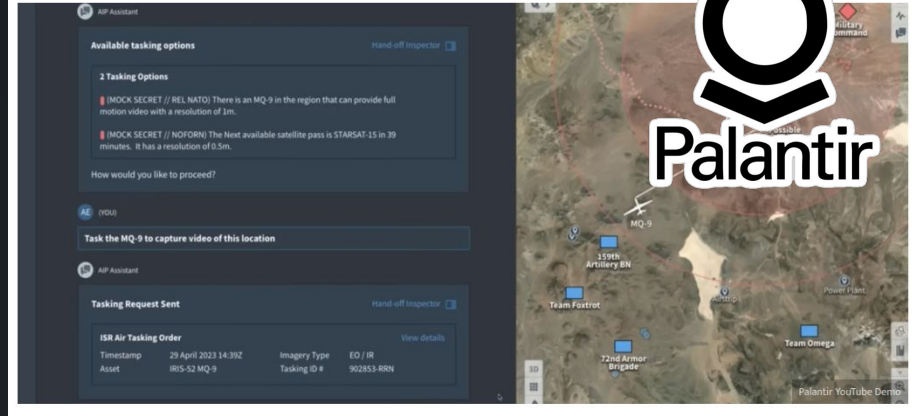 AIP Assistant
Available tasking options
Hand-off Inspector
2 Tasking Options
(MOCK SECRET // REL NATO) There is an MQ-9 in the region that can provide full
motion video with a resolution of 1m.
(MOCK SECRET // NOFORN) The Next available satellite pass is STARSAT-15 in 39
minutes. It has a resolution of 0.5m.
How would you like to proceed?
AE (YOU)
Task the MQ-9 to capture video of this location
AIP Assistant
Tasking Request Sent
Hand-off Inspector
ISR Air Tasking Order
View details
Timestamp 29 April 2023 14:39Z Imagery Type EO / IR
Asset IRIS-52 MQ-9 Tasking ID # 902853-RRN
Military
Command
Possible
Palantir
MQ-9
159th
Artillery BN
Team Foxtrot
Airstrip
Power Plant
Team Omega
72nd Armor
Brigade
3D
Palantir YouTube Demo